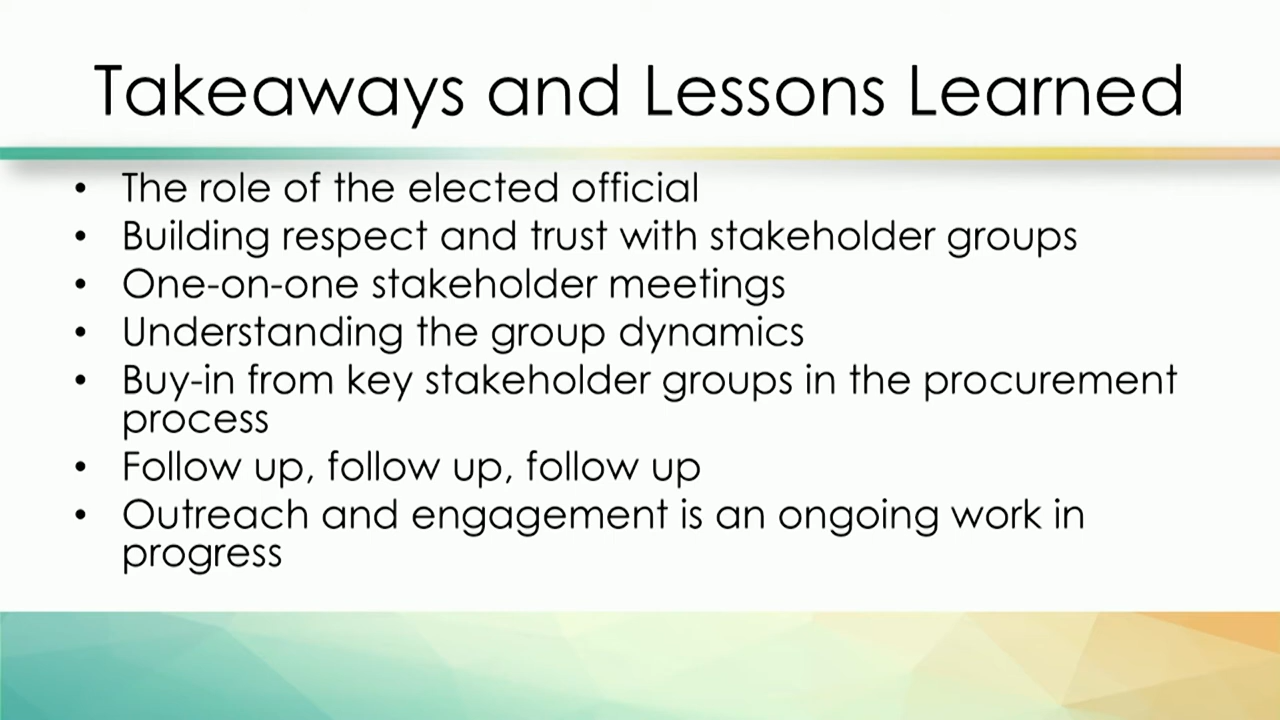 Takeaways and Lessons Learned
• The role of the elected official
• Building respect and trust with stakeholder groups
• One-on-one stakeholder meetings
• Understanding the group dynamics
• Buy-in from key stakeholder groups in the procurement
process
• Follow up, follow up, follow up
• Outreach and engagement is an ongoing work in
progress